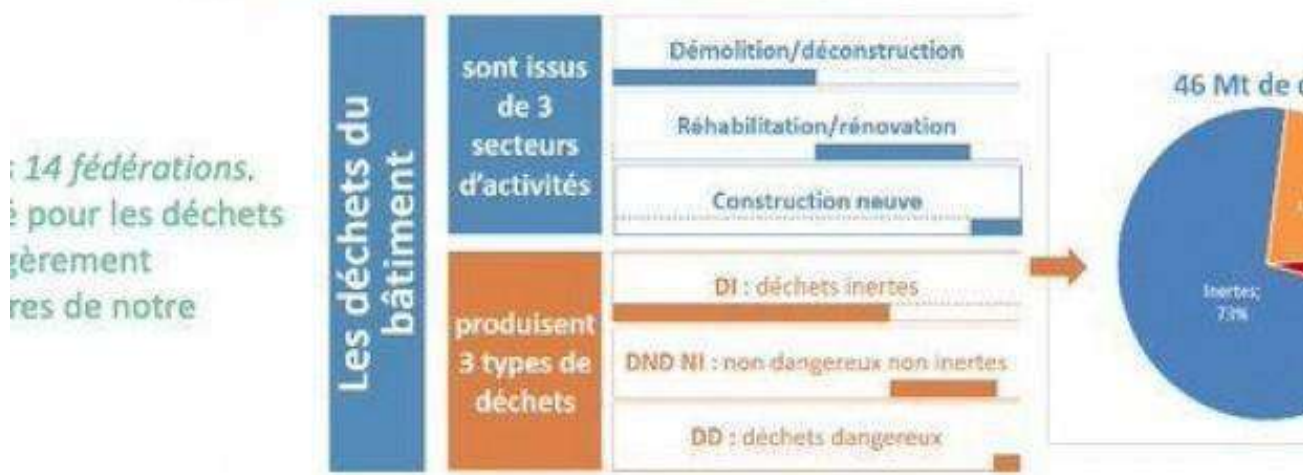 14 fédérations.
pour les déchets
gèrement
res de notre
Les déchets du
bâtiment
sont issus
de 3
secteurs
d'activités
Démolition/déconstruction
Réhabilitation/rénovation
Construction neuve
produisent
3 types de
déchets
DI : déchets inertes
DND NI : non dangereux non inertes
DD : déchets dangereux
46 Mt de
Inertes;
73%